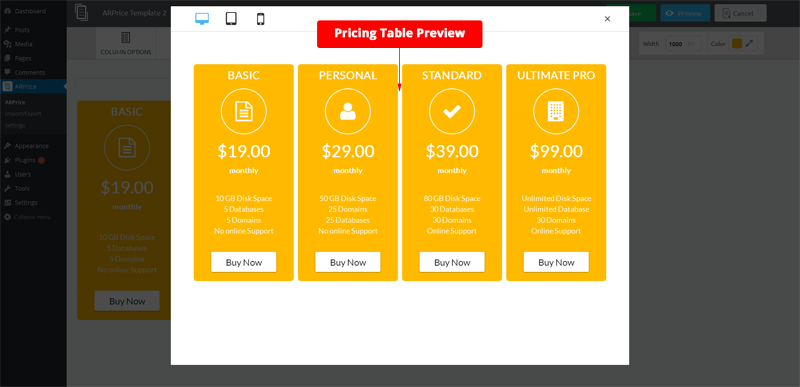 Dashboard
Posts
Media
Pages
Comments
ARPrice
ARPrice
Import/Export
Settings
Appearance
Plugins
Users
Tools
Settings
Collapse menu
ARPrice Template 2
Preview
Cancel
COLUMN OPTIONS
Width
1000
Color
BASIC
$19.00
monthly
10 GB Disk Space
5 Databases
5 Domains
No online Support
Buy Now
Pricing Table Preview
BASIC
$19.00
monthly
10 GB Disk Space
5 Databases
5 Domains
No online Support
Buy Now
PERSONAL
$29.00
monthly
50 GB Disk Space
25 Domains
25 Databases
No online Support
Buy Now
STANDARD
$39.00
monthly
80 GB Disk Space
30 Databases
30 Domains
Online Support
Buy Now
ULTIMATE PRO
$99.00
monthly
Unlimited Disk Space
Unlimited Database
30 Domains
Online Support
Buy Now